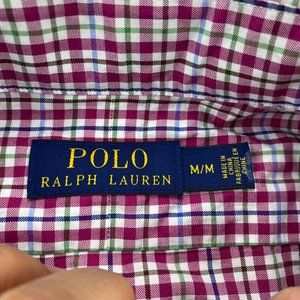 POLO
RALPH LAUREN
M/M
MADE IN
CHINA
FABRIQUÉ EN
CHINE